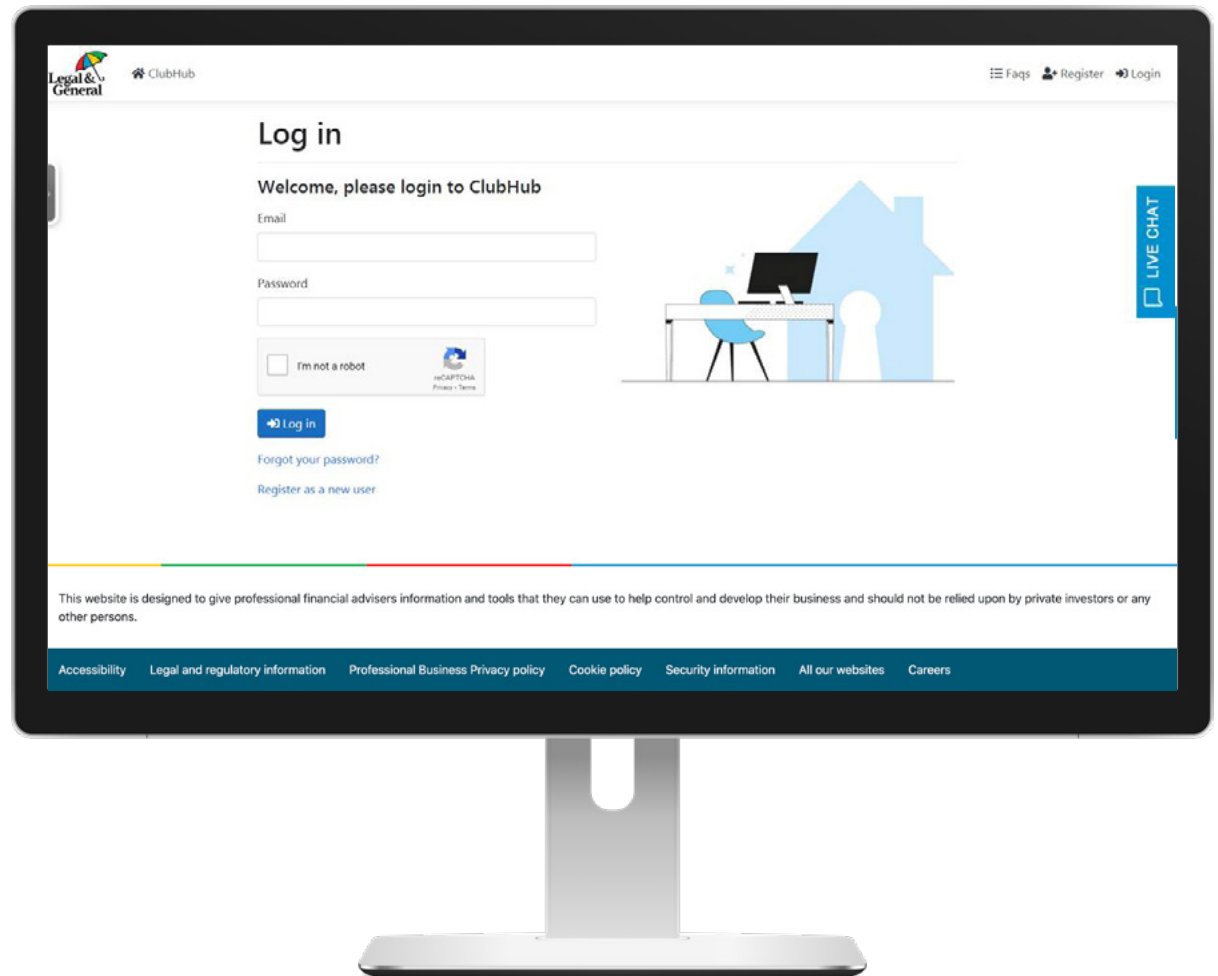 Legal &
General
ClubHub
Faqs Register Login
Log in
Welcome, please login to ClubHub
Email
Password
I'm not a robot
reCAPTCHA
Privacy - Terms
Log in
Forgot your password?
Register as a new user
LIVE CHAT
This website is designed to give professional financial advisers information and tools that they can use to help control and develop their business and should not be relied upon by private investors or any
other persons.
Accessibility Legal and regulatory information Professional Business Privacy policy Cookie policy Security information All our websites Careers